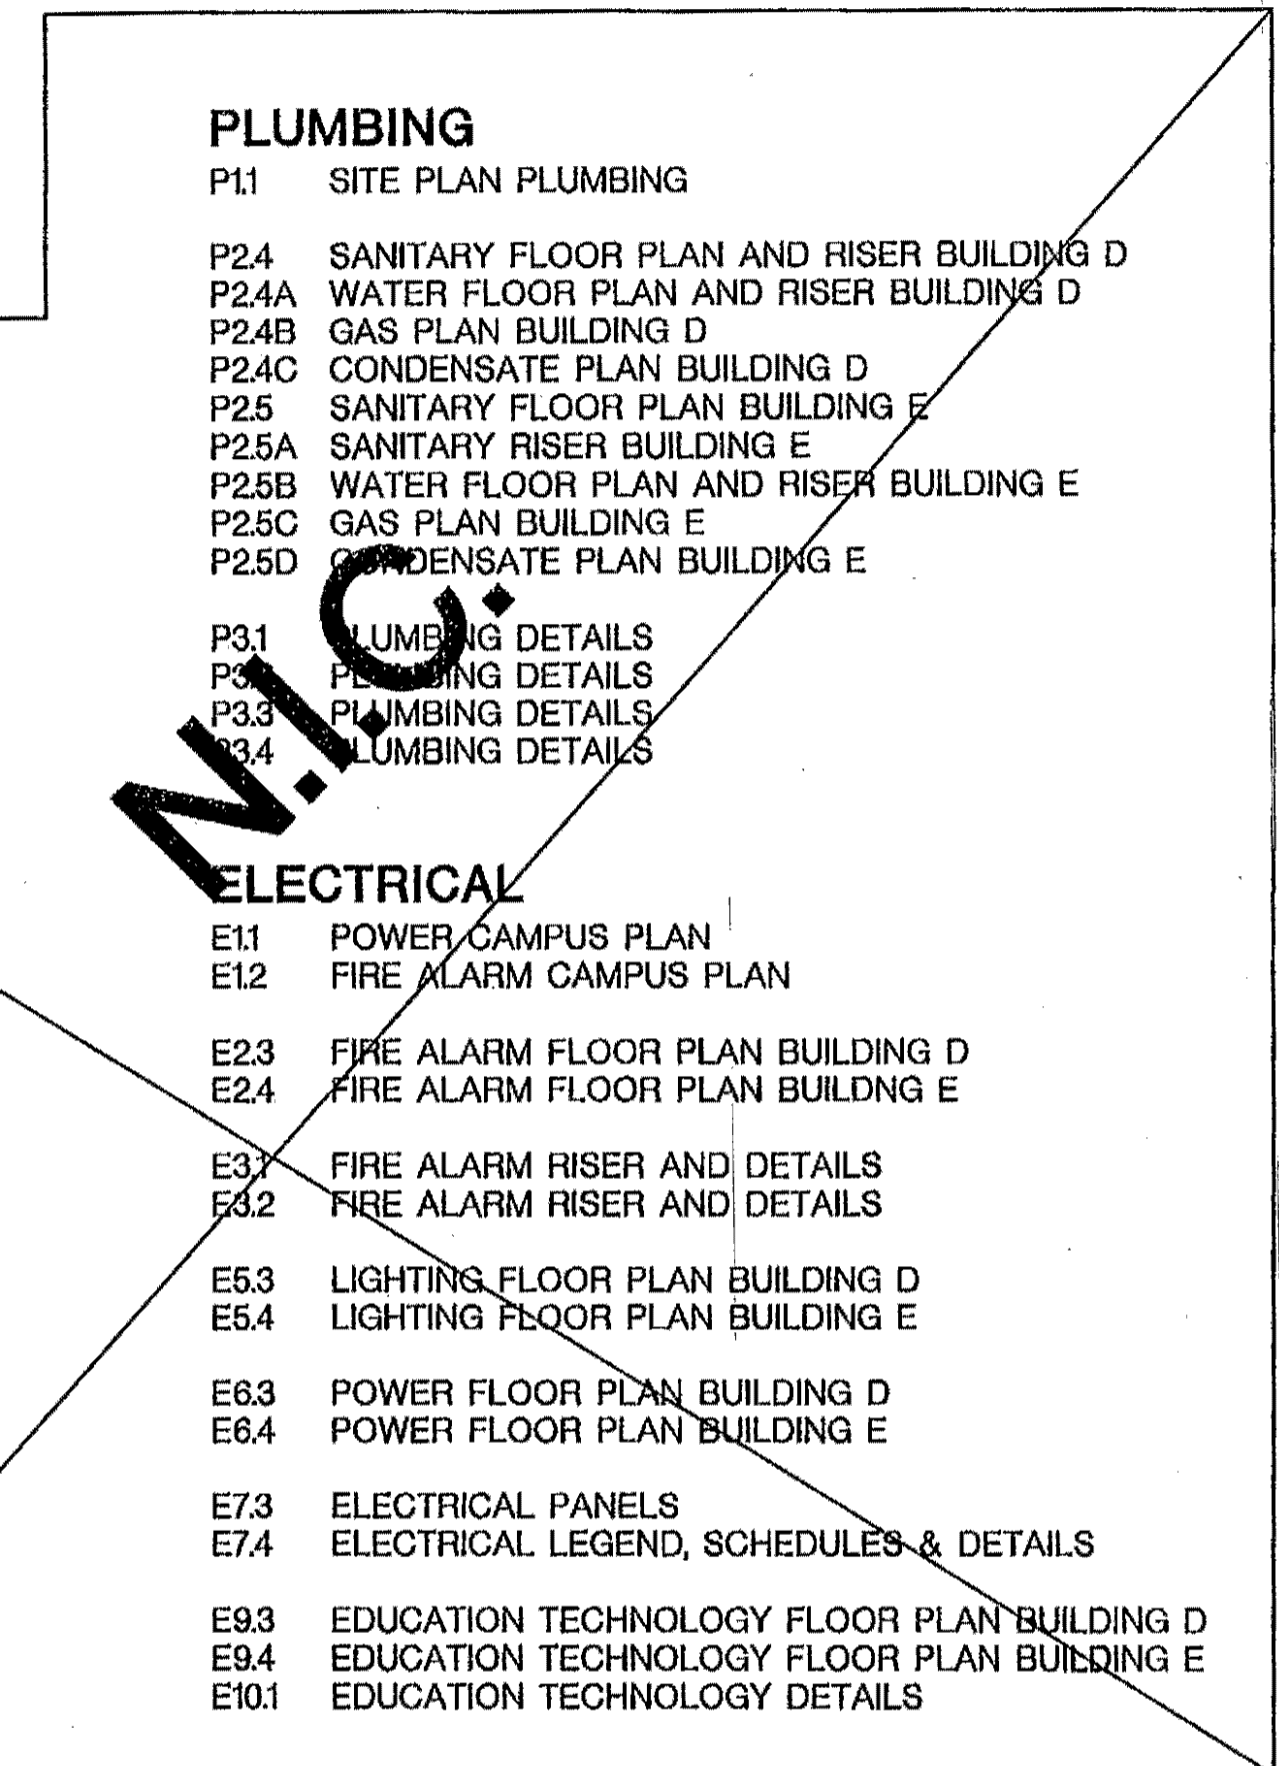 PLUMBING
P1.1 SITE PLAN PLUMBING
P2.4 SANITARY FLOOR PLAN AND RISER BUILDING D
P2.4A WATER FLOOR PLAN AND RISER BUILDING D
P2.4B GAS PLAN BUILDING D
P2.4C CONDENSATE PLAN BUILDING D
P2.5 SANITARY FLOOR PLAN BUILDING E
P2.5A SANITARY RISER BUILDING E
P2.5B WATER FLOOR PLAN AND RISER BUILDING E
P2.5C GAS PLAN BUILDING E
P2.5D CONDENSATE PLAN BUILDING E
N.I.C.
P3.1 PLUMBING DETAILS
P3.2 PLUMBING DETAILS
P3.3 PLUMBING DETAILS
P3.4 PLUMBING DETAILS
ELECTRICAL
E1.1 POWER CAMPUS PLAN
E1.2 FIRE ALARM CAMPUS PLAN
E2.3 FIRE ALARM FLOOR PLAN BUILDING D
E2.4 FIRE ALARM FLOOR PLAN BUILDNG E
E3.1 FIRE ALARM RISER AND DETAILS
E3.2 FIRE ALARM RISER AND DETAILS
E5.3 LIGHTING FLOOR PLAN BUILDING D
E5.4 LIGHTING FLOOR PLAN BUILDING E
E6.3 POWER FLOOR PLAN BUILDING D
E6.4 POWER FLOOR PLAN BUILDING E
E7.3 ELECTRICAL PANELS
E7.4 ELECTRICAL LEGEND, SCHEDULES & DETAILS
E9.3 EDUCATION TECHNOLOGY FLOOR PLAN BUILDING D
E9.4 EDUCATION TECHNOLOGY FLOOR PLAN BUILDING E
E10.1 EDUCATION TECHNOLOGY DETAILS